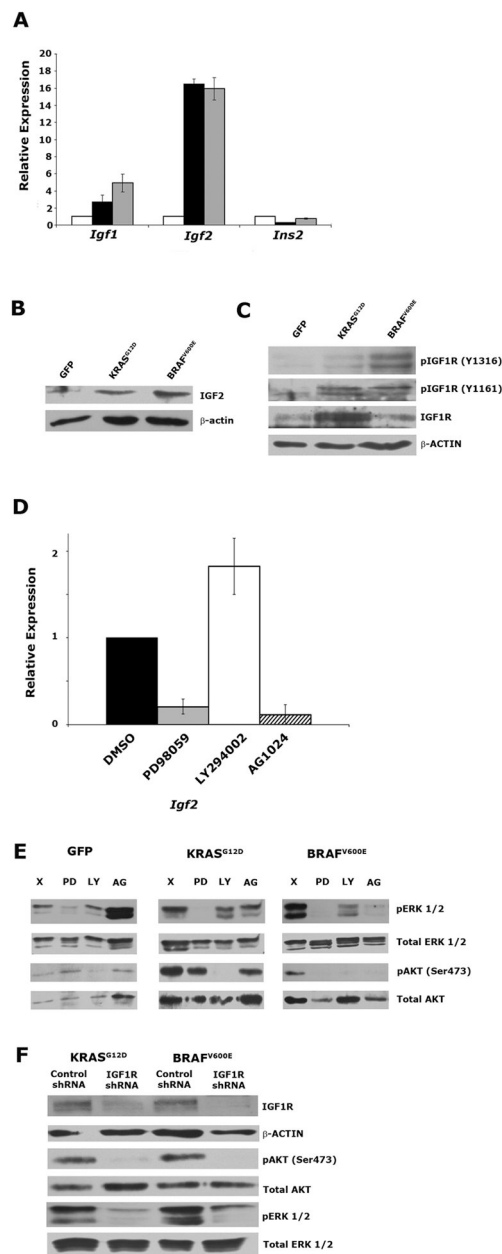 A
Relative Expression
20
18
16
14
12
10
8
6
4
2
0
Igf1 Igf2 Ins2
B
GFP KRASG12D BRAFV600E
IGF2
β-actin
C
GFP KRASG12D BRAFV600E
pIGF1R (Y1316)
pIGF1R (Y1161)
IGF1R
β-ACTIN
D
Relative Expression
2
1
0
DMSO PD98059 LY294002 AG1024
Igf2
E
GFP KRASG12D BRAFV600E
X PD LY AG X PD LY AG X PD LY AG
pERK 1/2
Total ERK 1/2
pAKT (Ser473)
Total AKT
F
KRASG12D BRAFV600E
Control IGF1R Control IGF1R
shRNA shRNA shRNA shRNA
IGF1R
β-ACTIN
pAKT (Ser473)
Total AKT
pERK 1/2
Total ERK 1/2